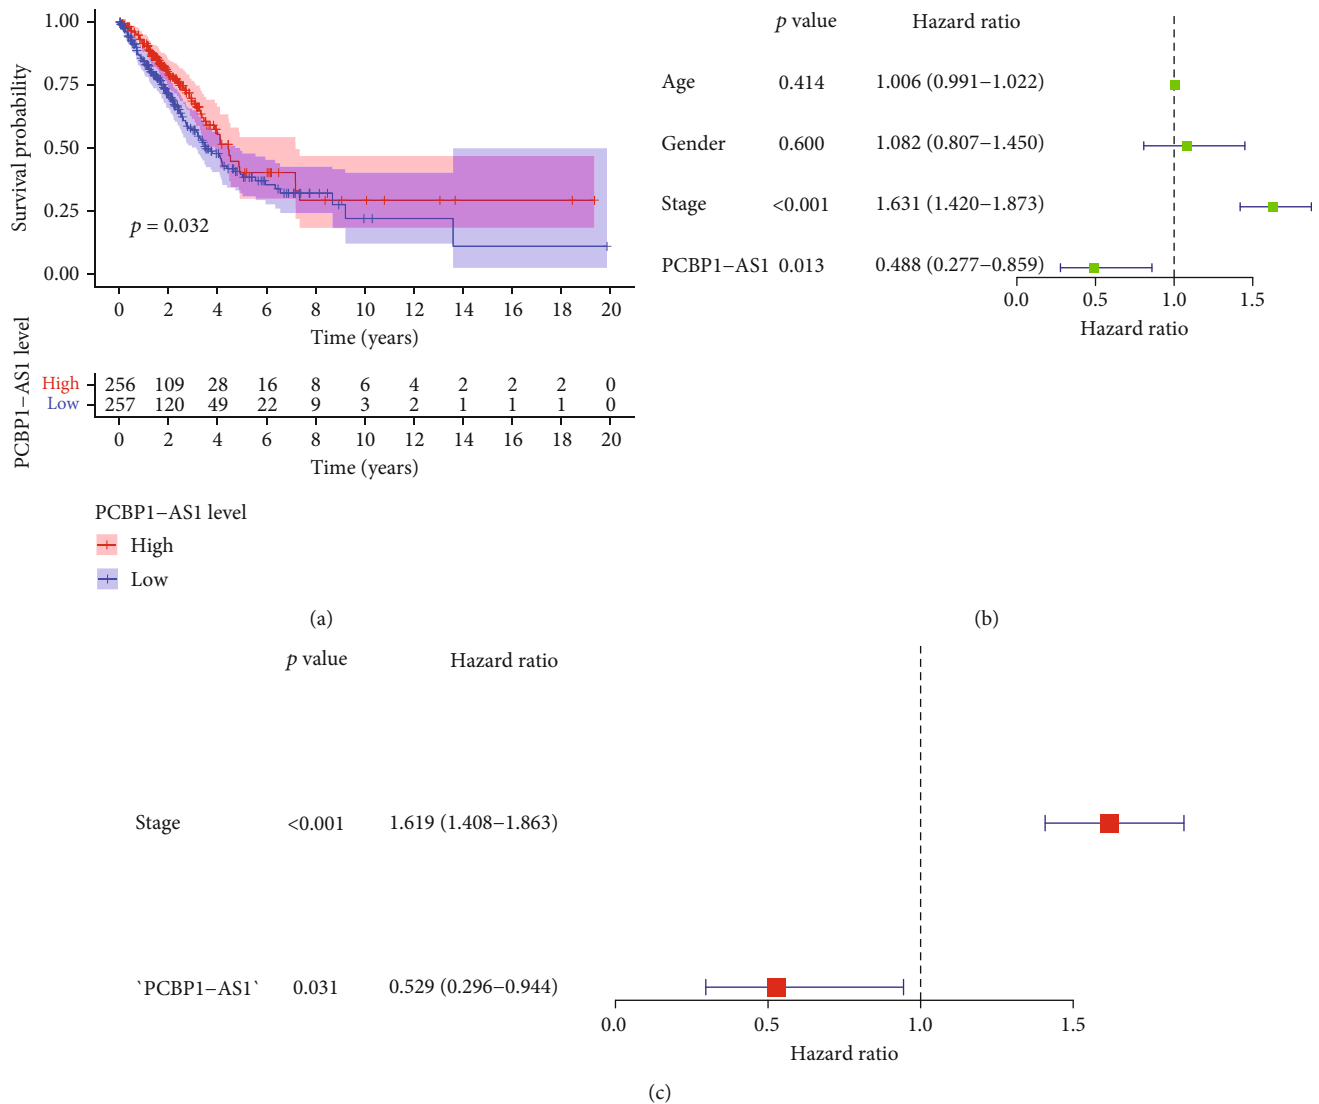 1.00
0.75
0.50
0.25
0.00
Survival probability
p = 0.032
0 2 4 6 8 10 12 14 16 18 20
Time (years)
PCBP1−AS1 level
High 256 109 28 16 8 6 4 2 2 2 0
Low 257 120 49 22 9 3 2 1 1 1 0
0 2 4 6 8 10 12 14 16 18 20
Time (years)
PCBP1−AS1 level
High
Low
(a)
p value Hazard ratio
Age 0.414 1.006 (0.991−1.022)
Gender 0.600 1.082 (0.807−1.450)
Stage <0.001 1.631 (1.420−1.873)
PCBP1−AS1 0.013 0.488 (0.277−0.859)
0.0 0.5 1.0 1.5
Hazard ratio
(b)
p value Hazard ratio
Stage <0.001 1.619 (1.408−1.863)
`PCBP1−AS1` 0.031 0.529 (0.296−0.944)
0.0 0.5 1.0 1.5
Hazard ratio
(c)